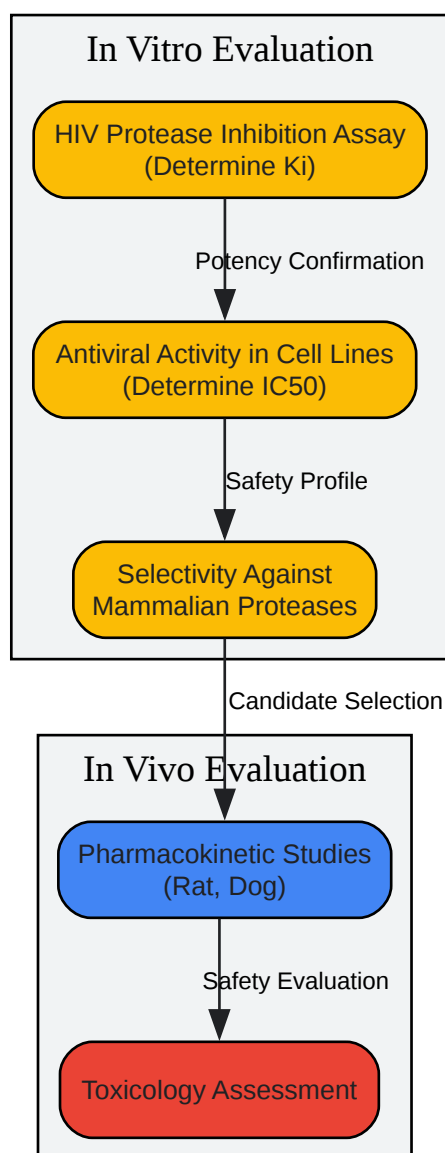 In Vitro Evaluation
HIV Protease Inhibition Assay
(Determine Ki)
Potency Confirmation
Antiviral Activity in Cell Lines
(Determine IC50)
Safety Profile
Selectivity Against
Mammalian Proteases
Candidate Selection
In Vivo Evaluation
Pharmacokinetic Studies
(Rat, Dog)
Safety Evaluation
Toxicology Assessment